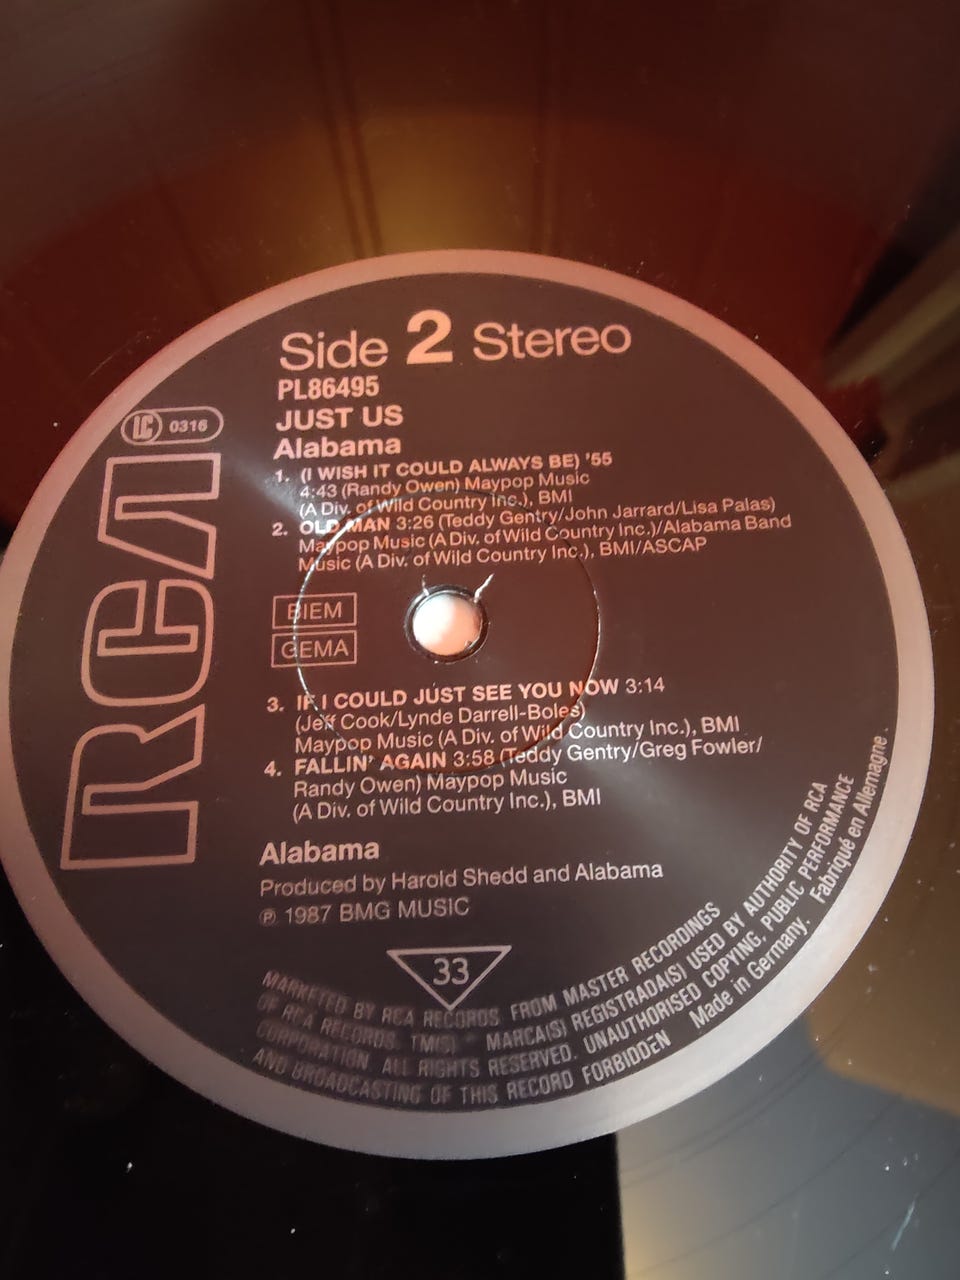 Side 2 Stereo
PL86495
JUST US
Alabama
1. (I WISH IT COULD ALWAYS BE) '55
4:43 (Randy Owen) Maypop Music
(A Div. of Wild Country Inc.), BMI
2. OLD MAN 3:26 (Teddy Gentry/John Jarrard/Lisa Palas)
Maypop Music (A Div. of Wild Country Inc.)/Alabama Band
Music (A Div. of Wild Country Inc.), BMI/ASCAP
LC 0316
RCA
BIEM
GEMA
3. IF I COULD JUST SEE YOU NOW 3:14
(Jeff Cook/Lynde Darrell-Boles)
Maypop Music (A Div. of Wild Country Inc.), BMI
4. FALLIN' AGAIN 3:58 (Teddy Gentry/Greg Fowler/
Randy Owen) Maypop Music
(A Div. of Wild Country Inc.), BMI
Alabama
Produced by Harold Shedd and Alabama
℗ 1987 BMG MUSIC
33
MARKETED BY RCA RECORDS. FROM MASTER RECORDINGS
OF RCA RECORDS. TM(S) - MARCA(S) REGISTRADA(S) USED BY AUTHORITY OF RCA
CORPORATION. ALL RIGHTS RESERVED. UNAUTHORISED COPYING, PUBLIC PERFORMANCE
AND BROADCASTING OF THIS RECORD FORBIDDEN Made in Germany. Fabriqué en Allemagne.